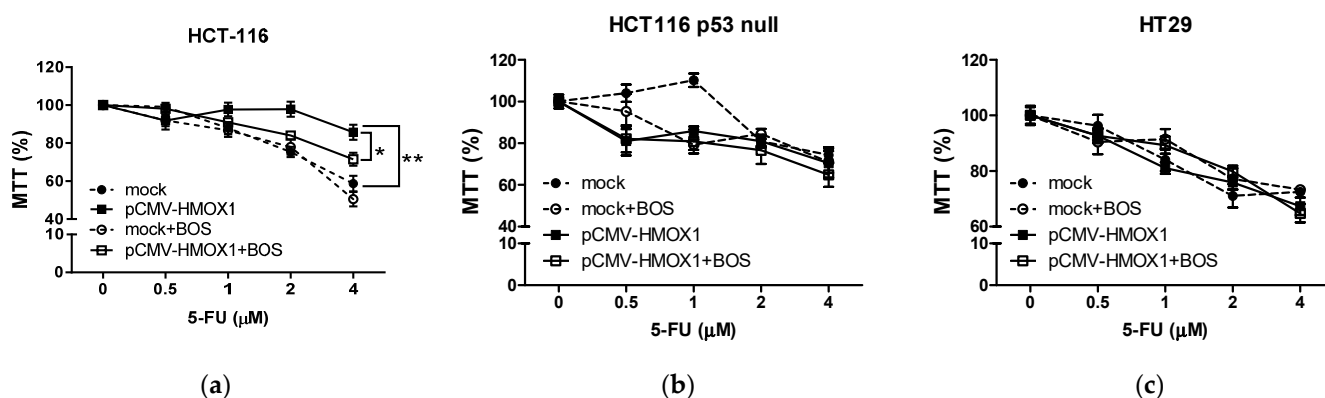 HCT-116
MTT (%)
120
100
80
60
40
10
0
mock
pCMV-HMOX1
mock+BOS
pCMV-HMOX1+BOS
*
**
0 0.5 1 2 4
5-FU (μM)
(a)
HCT116 p53 null
MTT (%)
120
100
80
60
10
0
mock
mock+BOS
pCMV-HMOX1
pCMV-HMOX1+BOS
0 0.5 1 2 4
5-FU (μM)
(b)
HT29
MTT (%)
120
100
80
60
10
0
mock
mock+BOS
pCMV-HMOX1
pCMV-HMOX1+BOS
0 0.5 1 2 4
5-FU (μM)
(c)